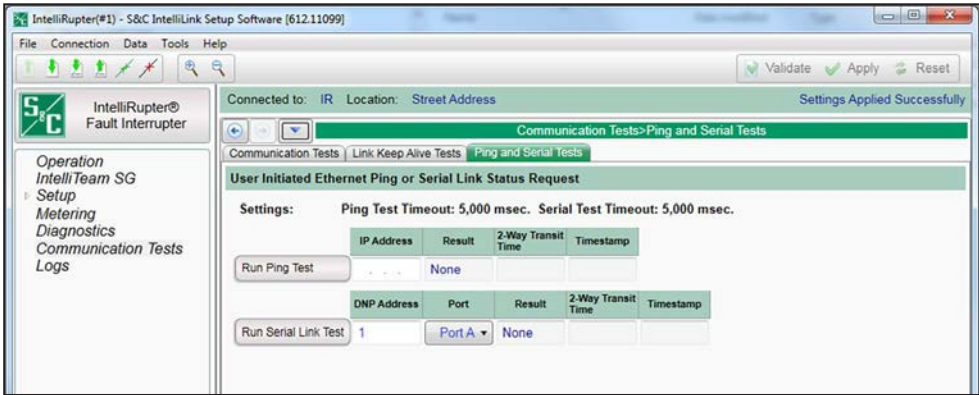 IntelliRupter(#1) - S&C IntelliLink Setup Software [612.11099]
File Connection Data Tools Help
Validate Apply Reset
S&C
IntelliRupter®
Fault Interrupter
Connected to: IR Location: Street Address Settings Applied Successfully
Communication Tests>Ping and Serial Tests
Communication Tests Link Keep Alive Tests Ping and Serial Tests
User Initiated Ethernet Ping or Serial Link Status Request
Operation
IntelliTeam SG
Setup
Metering
Diagnostics
Communication Tests
Logs
Settings: Ping Test Timeout: 5,000 msec. Serial Test Timeout: 5,000 msec.
IP Address Result 2-Way Transit Time Timestamp
Run Ping Test . . . None
DNP Address Port Result 2-Way Transit Time Timestamp
Run Serial Link Test 1 Port A None